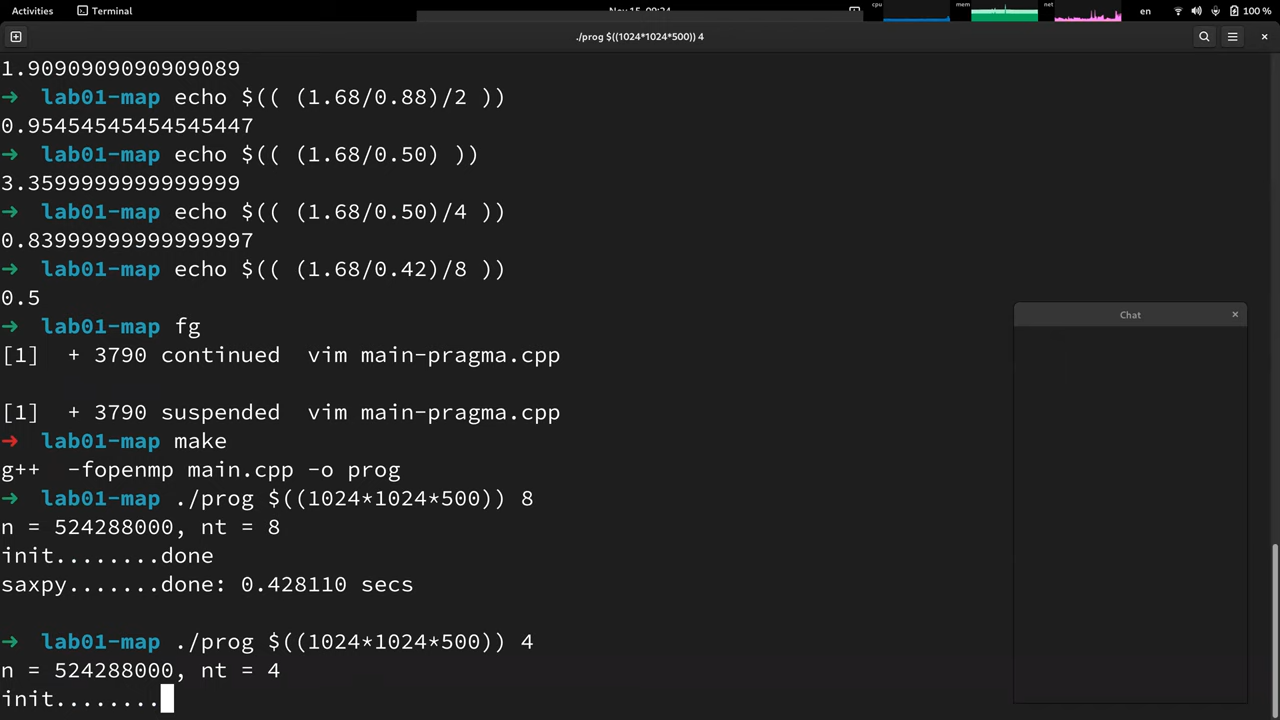 Activities
Terminal
cpu
mem
net
en
100 %
./prog $((1024*1024*500)) 4
1.9090909090909089
➜ lab01-map echo $(( (1.68/0.88)/2 ))
0.95454545454545447
➜ lab01-map echo $(( (1.68/0.50) ))
3.3599999999999999
➜ lab01-map echo $(( (1.68/0.50)/4 ))
0.83999999999999997
➜ lab01-map echo $(( (1.68/0.42)/8 ))
0.5
➜ lab01-map fg
[1]  + 3790 continued  vim main-pragma.cpp
[1]  + 3790 suspended  vim main-pragma.cpp
➜ lab01-map make
g++  -fopenmp main.cpp -o prog
➜ lab01-map ./prog $((1024*1024*500)) 8
n = 524288000, nt = 8
init........done
saxpy.......done: 0.428110 secs
➜ lab01-map ./prog $((1024*1024*500)) 4
n = 524288000, nt = 4
init........
Chat